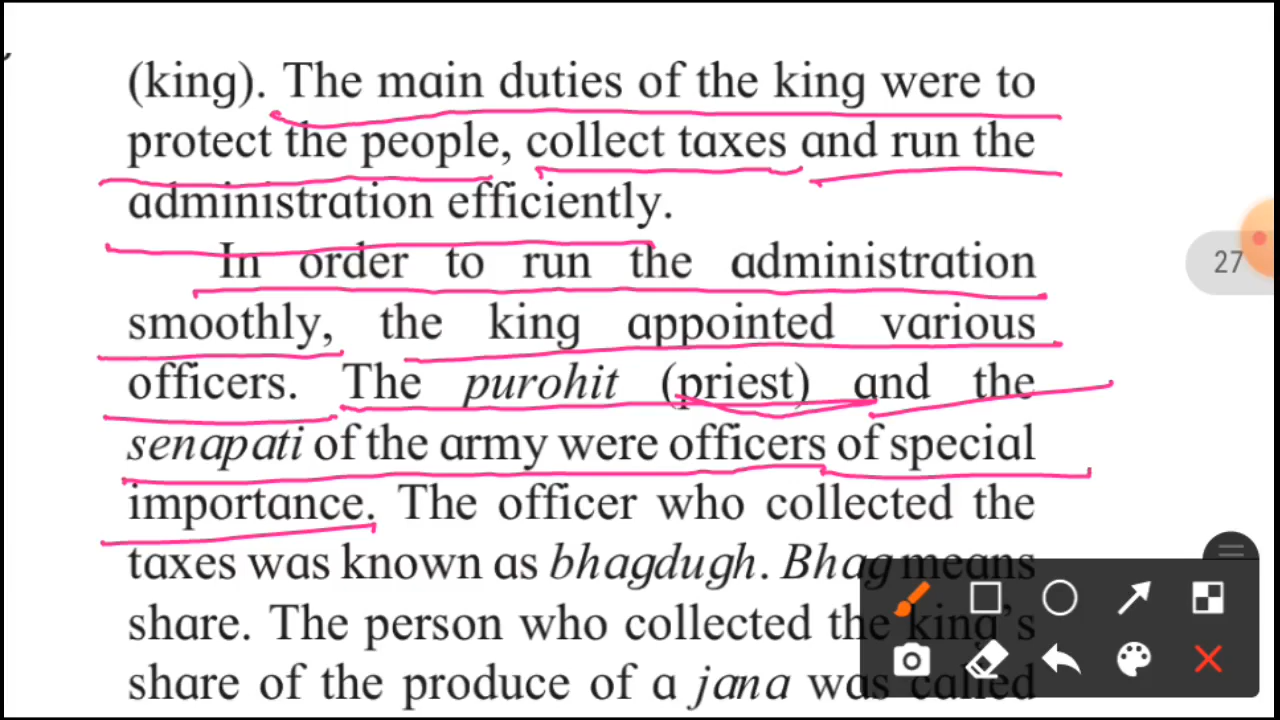 (king). The main duties of the king were to
protect the people, collect taxes and run the
administration efficiently.
In order to run the administration
smoothly, the king appointed various
officers. The purohit (priest) and the
senapati of the army were officers of special
importance. The officer who collected the
taxes was known as bhagdugh. Bhag means
share. The person who collected the king's
share of the produce of a jana was called
27